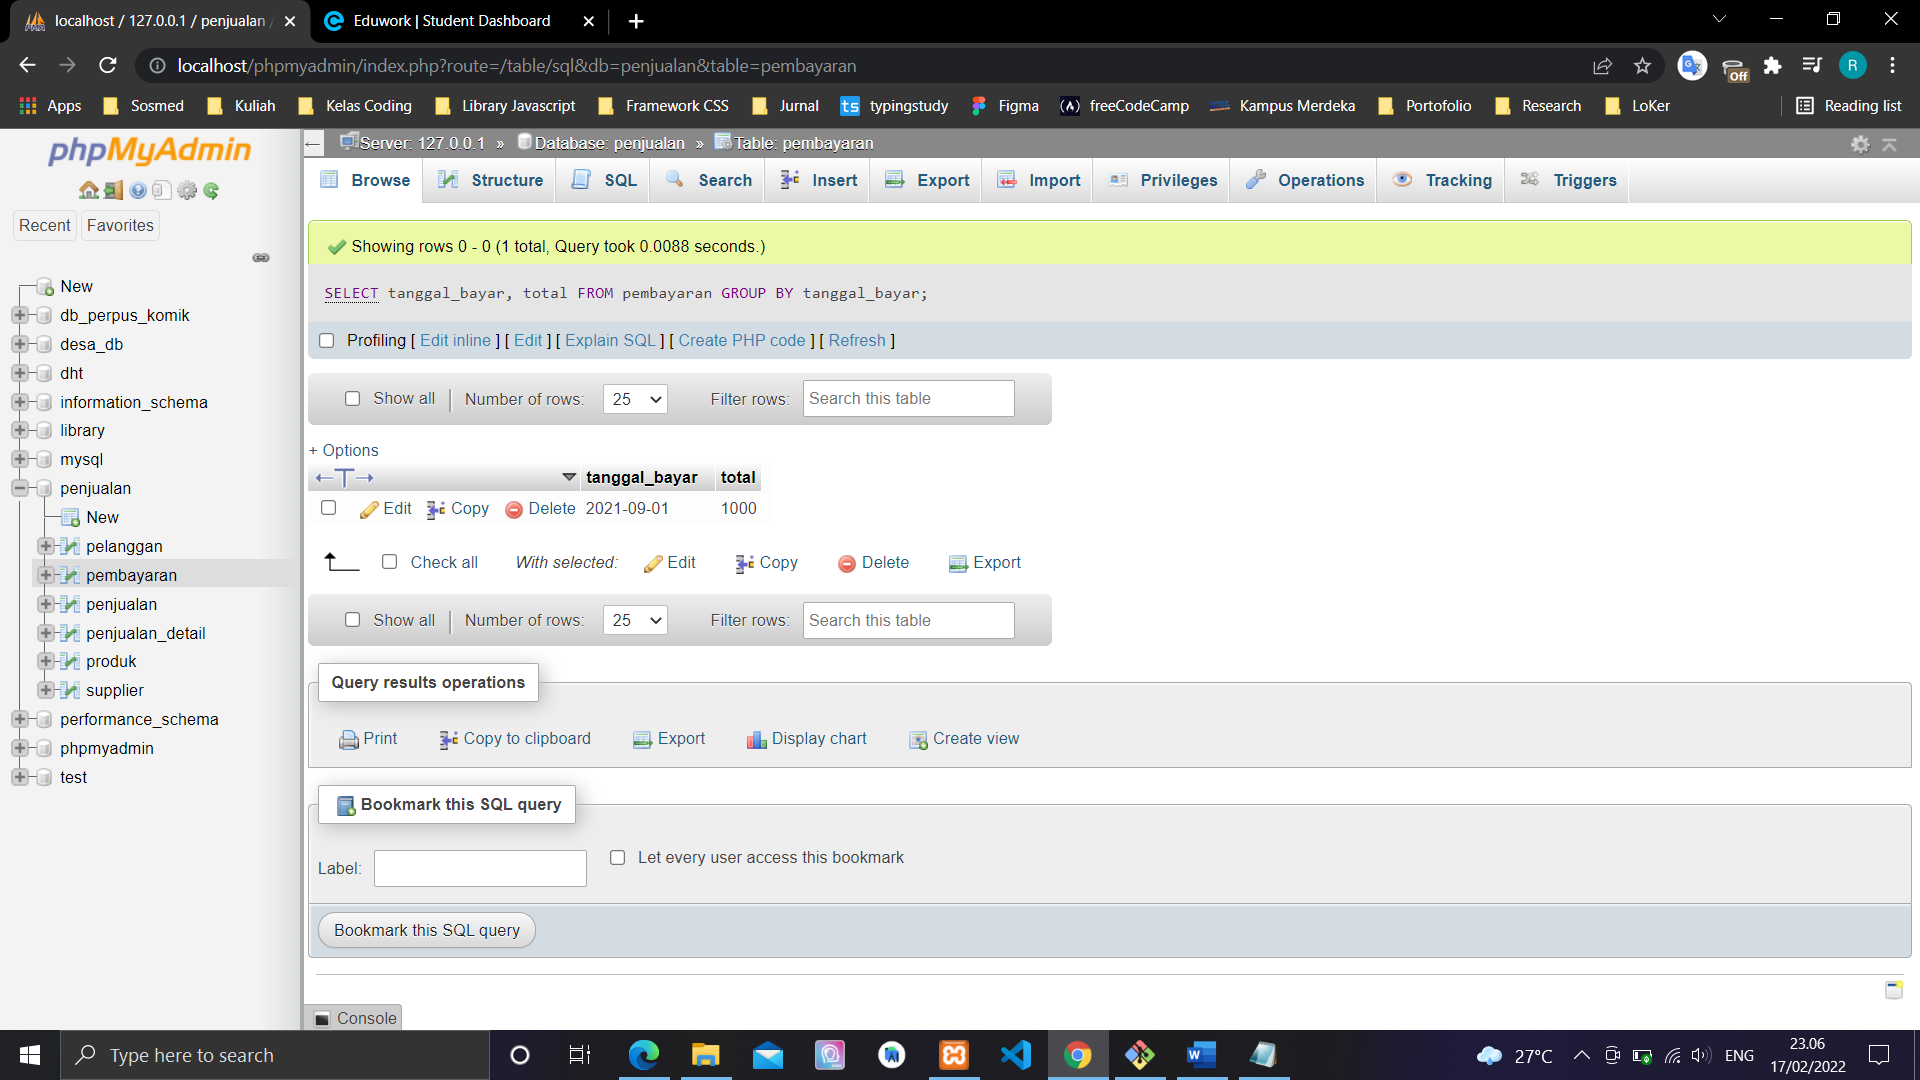 localhost / 127.0.0.1 / penjualan /
Eduwork | Student Dashboard
localhost/phpmyadmin/index.php?route=/table/sql&db=penjualan&table=pembayaran
Off
R
Apps Sosmed Kuliah Kelas Coding Library Javascript Framework CSS Jurnal ts typingstudy Figma freeCodeCamp Kampus Merdeka Portofolio Research LoKer Reading list
phpMyAdmin
Recent Favorites
New
db_perpus_komik
desa_db
dht
information_schema
library
mysql
penjualan
New
pelanggan
pembayaran
penjualan
penjualan_detail
produk
supplier
performance_schema
phpmyadmin
test
Server: 127.0.0.1 » Database: penjualan » Table: pembayaran
Browse Structure SQL Search Insert Export Import Privileges Operations Tracking Triggers
Showing rows 0 - 0 (1 total, Query took 0.0088 seconds.)
SELECT tanggal_bayar, total FROM pembayaran GROUP BY tanggal_bayar;
Profiling [ Edit inline ] [ Edit ] [ Explain SQL ] [ Create PHP code ] [ Refresh ]
Show all Number of rows: 25 Filter rows: Search this table
+ Options
←T→ tanggal_bayar total
Edit Copy Delete 2021-09-01 1000
Check all With selected: Edit Copy Delete Export
Show all Number of rows: 25 Filter rows: Search this table
Query results operations
Print Copy to clipboard Export Display chart Create view
Bookmark this SQL query
Label: Let every user access this bookmark
Bookmark this SQL query
Console
Type here to search
27°C ENG
23.06
17/02/2022